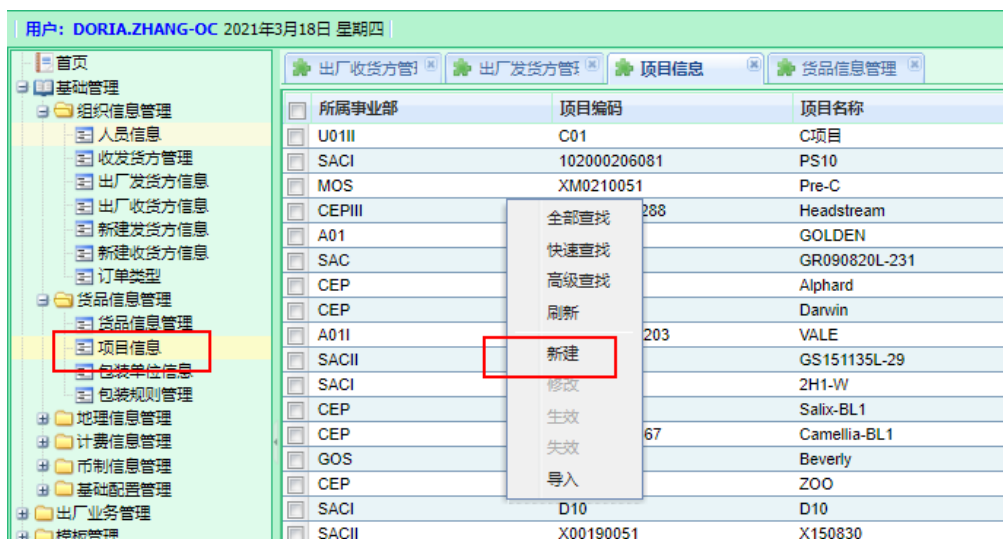 用户：DORIA.ZHANG-OC 2021年3月18日 星期四
首页
基础管理
组织信息管理
人员信息
收发货方管理
出厂发货方信息
出厂收货方信息
新建发货方信息
新建收货方信息
订单类型
货品信息管理
货品信息管理
项目信息
包装单位信息
包装规则管理
地理信息管理
计费信息管理
币制信息管理
基础配置管理
出厂业务管理
模板管理
出厂收货方管 出厂发货方管 项目信息 货品信息管理
所属事业部 项目编码 项目名称
U01II C01 C项目
SACI 102000206081 PS10
MOS XM0210051 Pre-C
CEPIII 288 Headstream
A01 GOLDEN
SAC GR090820L-231
CEP Alphard
CEP Darwin
A01I 203 VALE
SACII GS151135L-29
SACI 2H1-W
CEP Salix-BL1
CEP 67 Camellia-BL1
GOS Beverly
CEP ZOO
SACI D10 D10
SACII X00190051 X150830
全部查找
快速查找
高级查找
刷新
新建
修改
生效
失效
导入